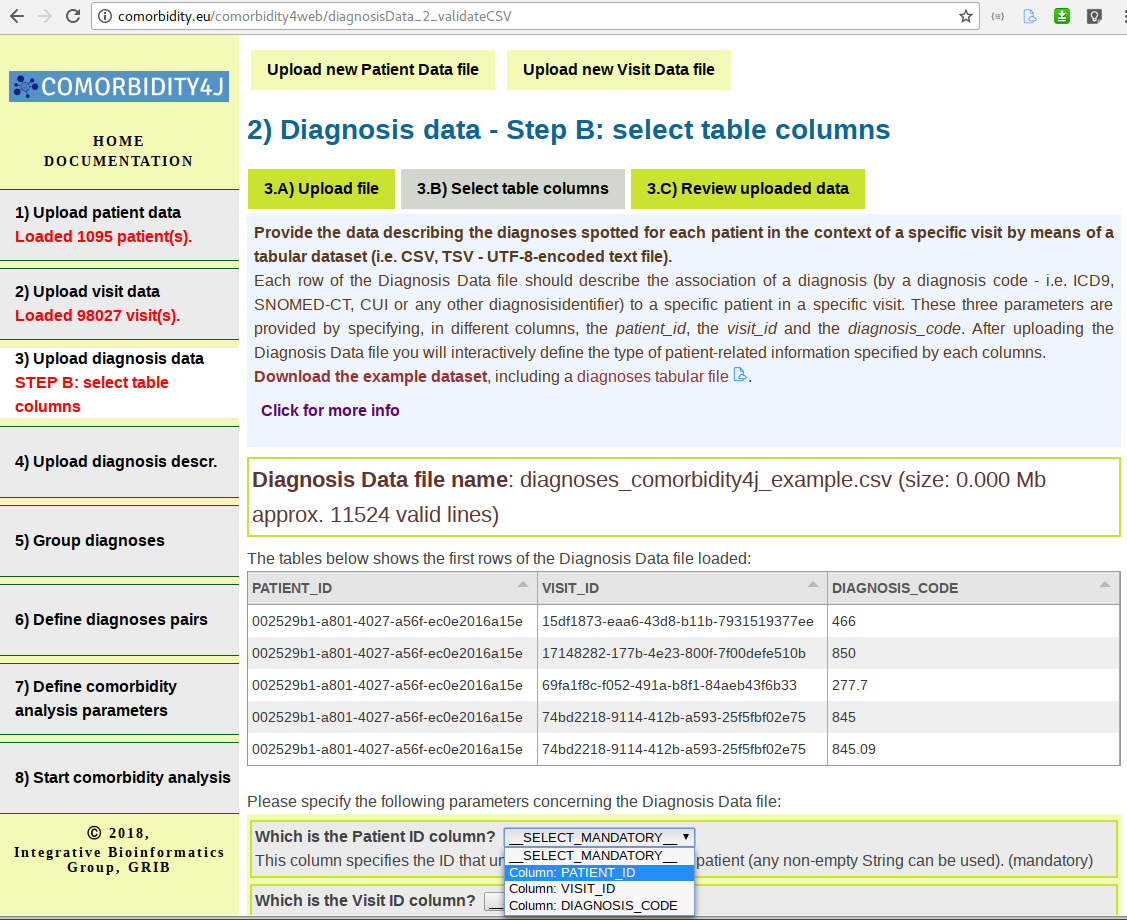 comorbidity.eu/comorbidity4web/diagnosisData_2_validateCSV
COMORBIDITY4J
HOME
DOCUMENTATION
1) Upload patient data
Loaded 1095 patient(s).
2) Upload visit data
Loaded 98027 visit(s).
3) Upload diagnosis data
STEP B: select table
columns
4) Upload diagnosis descr.
5) Group diagnoses
6) Define diagnoses pairs
7) Define comorbidity
analysis parameters
8) Start comorbidity analysis
© 2018,
Integrative Bioinformatics
Group, GRIB
Upload new Patient Data file
Upload new Visit Data file
2) Diagnosis data - Step B: select table columns
3.A) Upload file
3.B) Select table columns
3.C) Review uploaded data
Provide the data describing the diagnoses spotted for each patient in the context of a specific visit by means of a
tabular dataset (i.e. CSV, TSV - UTF-8-encoded text file).
Each row of the Diagnosis Data file should describe the association of a diagnosis (by a diagnosis code - i.e. ICD9,
SNOMED-CT, CUI or any other diagnosisidentifier) to a specific patient in a specific visit. These three parameters are
provided by specifying, in different columns, the patient_id, the visit_id and the diagnosis_code. After uploading the
Diagnosis Data file you will interactively define the type of patient-related information specified by each columns.
Download the example dataset, including a diagnoses tabular file.
Click for more info
Diagnosis Data file name: diagnoses_comorbidity4j_example.csv (size: 0.000 Mb
approx. 11524 valid lines)
The tables below shows the first rows of the Diagnosis Data file loaded:
PATIENT_ID VISIT_ID DIAGNOSIS_CODE
002529b1-a801-4027-a56f-ec0e2016a15e 15df1873-eaa6-43d8-b11b-7931519377ee 466
002529b1-a801-4027-a56f-ec0e2016a15e 17148282-177b-4e23-800f-7f00defe510b 850
002529b1-a801-4027-a56f-ec0e2016a15e 69fa1f8c-f052-491a-b8f1-84aeb43f6b33 277.7
002529b1-a801-4027-a56f-ec0e2016a15e 74bd2218-9114-412b-a593-25f5fbf02e75 845
002529b1-a801-4027-a56f-ec0e2016a15e 74bd2218-9114-412b-a593-25f5fbf02e75 845.09
Please specify the following parameters concerning the Diagnosis Data file:
Which is the Patient ID column? __SELECT_MANDATORY__
This column specifies the ID that patient (any non-empty String can be used). (mandatory)
__SELECT_MANDATORY__
Column: PATIENT_ID
Column: VISIT_ID
Column: DIAGNOSIS_CODE
Which is the Visit ID column?